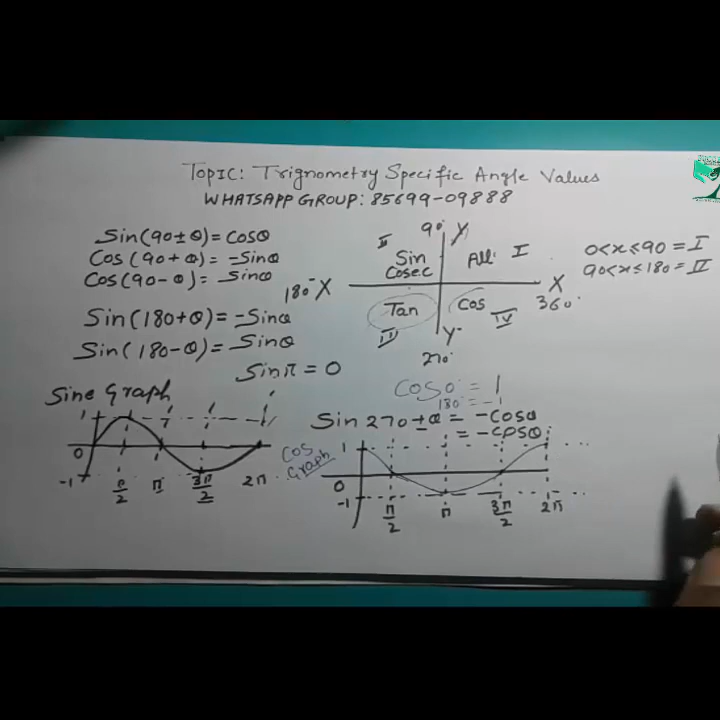 TOPIC: Trignometry Specific Angle Values
WHATSAPP GROUP: 85699-09888
Sin(90±θ)= Cosθ
Cos(90+θ)= -Sinθ
Cos(90-θ)= Sinθ
Sin(180+θ)= -Sinθ
Sin(180-θ)= Sinθ
Sinπ = 0
90° Y
II
Sin
Cosec
All I
180° X
X
360°
Tan
III
Cos
IV
Y-
270°
0<x≤90 = I
90<x≤180 = II
Cos0° = 1
180° = -1
Sin 270±θ = -Cosθ
= -Cosθ
Sine Graph
1
0
-1
π/2
π
3π/2
2π
Cos
Graph
1
0
-1
π/2
π
3π/2
2π